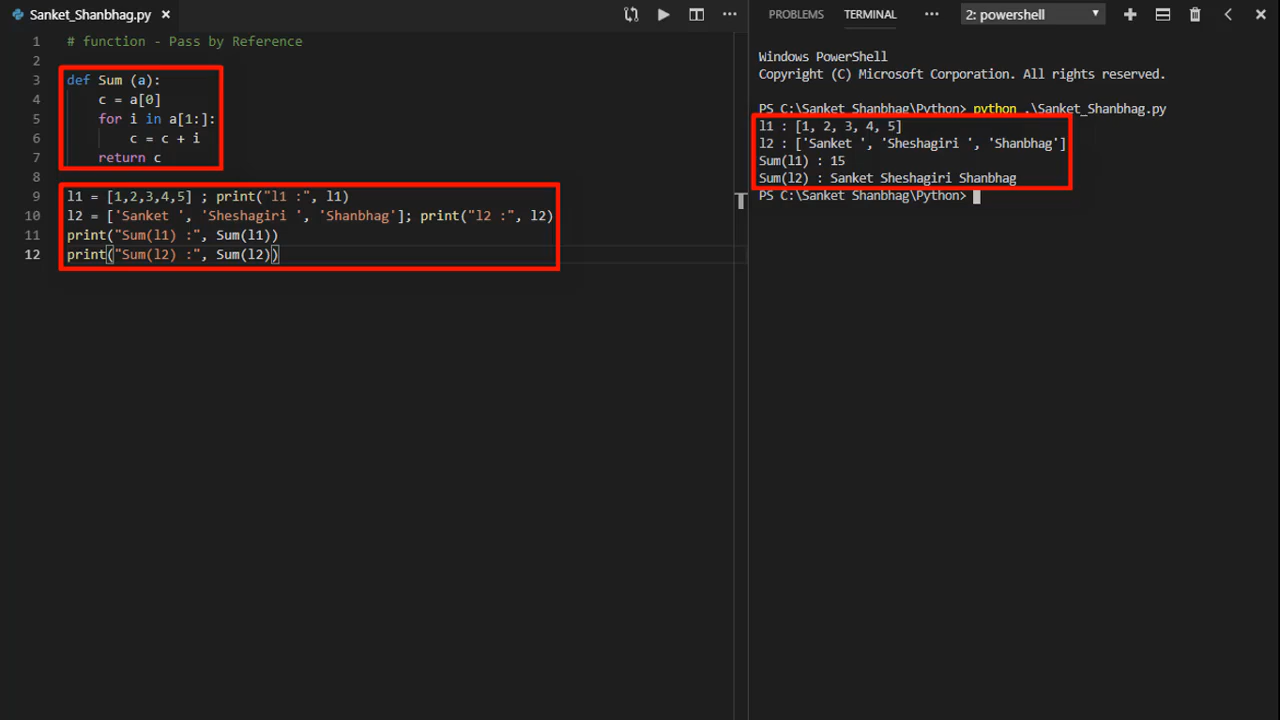 Sanket_Shanbhag.py ×
1 # function - Pass by Reference
2
3 def Sum (a):
4     c = a[0]
5     for i in a[1:]:
6         c = c + i
7     return c
8
9 l1 = [1,2,3,4,5] ; print("l1 :", l1)
10 l2 = ['Sanket ', 'Sheshagiri ', 'Shanbhag']; print("l2 :", l2)
11 print("Sum(l1) :", Sum(l1))
12 print("Sum(l2) :", Sum(l2))
PROBLEMS TERMINAL ··· 2: powershell
Windows PowerShell
Copyright (C) Microsoft Corporation. All rights reserved.
PS C:\Sanket Shanbhag\Python> python .\Sanket_Shanbhag.py
l1 : [1, 2, 3, 4, 5]
l2 : ['Sanket ', 'Sheshagiri ', 'Shanbhag']
Sum(l1) : 15
Sum(l2) : Sanket Sheshagiri Shanbhag
PS C:\Sanket Shanbhag\Python>